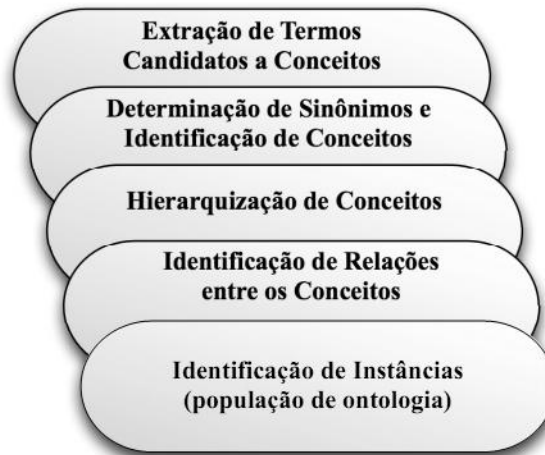 Extração de Termos
Candidatos a Conceitos
Determinação de Sinônimos e
Identificação de Conceitos
Hierarquização de Conceitos
Identificação de Relações
entre os Conceitos
Identificação de Instâncias
(população de ontologia)